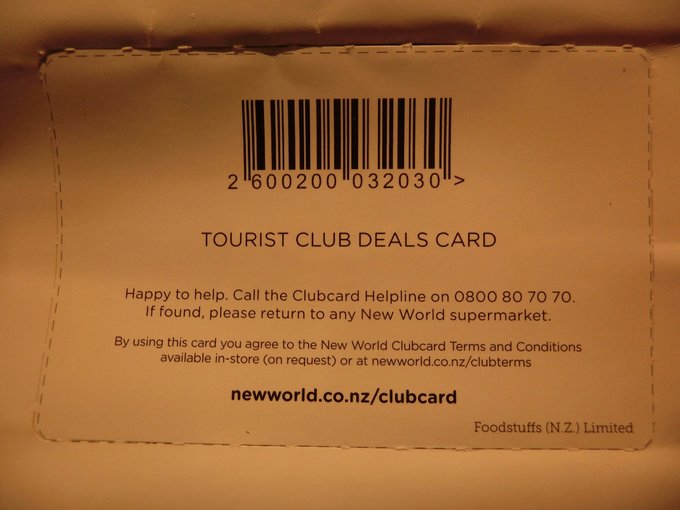 2 600200 032030 >
TOURIST CLUB DEALS CARD
Happy to help. Call the Clubcard Helpline on 0800 80 70 70.
If found, please return to any New World supermarket.
By using this card you agree to the New World Clubcard Terms and Conditions
available in-store (on request) or at newworld.co.nz/clubterms
newworld.co.nz/clubcard
Foodstuffs (N.Z.) Limited